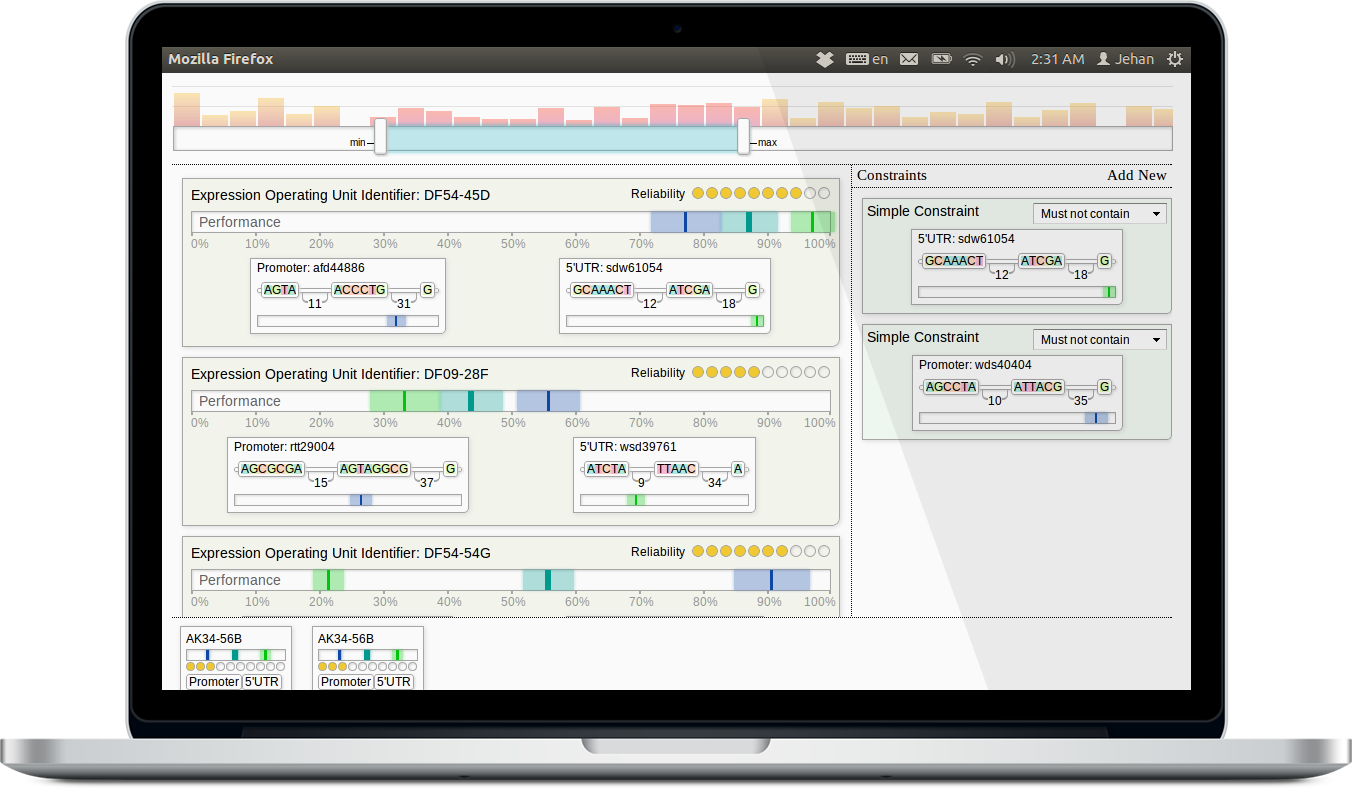 Mozilla Firefox en 2:31 AM Jehan
min max
Constraints Add New
Expression Operating Unit Identifier: DF54-45D Reliability
Performance
0% 10% 20% 30% 40% 50% 60% 70% 80% 90% 100%
Promoter: afd44886
AGTA ACCCTG G
11 31
5'UTR: sdw61054
GCAAACT ATCGA G
12 18
Simple Constraint Must not contain
5'UTR: sdw61054
GCAAACT ATCGA G
12 18
Simple Constraint Must not contain
Promoter: wds40404
AGCCTA ATTACG G
10 35
Expression Operating Unit Identifier: DF09-28F Reliability
Performance
0% 10% 20% 30% 40% 50% 60% 70% 80% 90% 100%
Promoter: rtt29004
AGCGCGA AGTAGGCG G
15 37
5'UTR: wsd39761
ATCTA TTAAC A
9 34
Expression Operating Unit Identifier: DF54-54G Reliability
Performance
0% 10% 20% 30% 40% 50% 60% 70% 80% 90% 100%
AK34-56B
Promoter 5'UTR
AK34-56B
Promoter 5'UTR